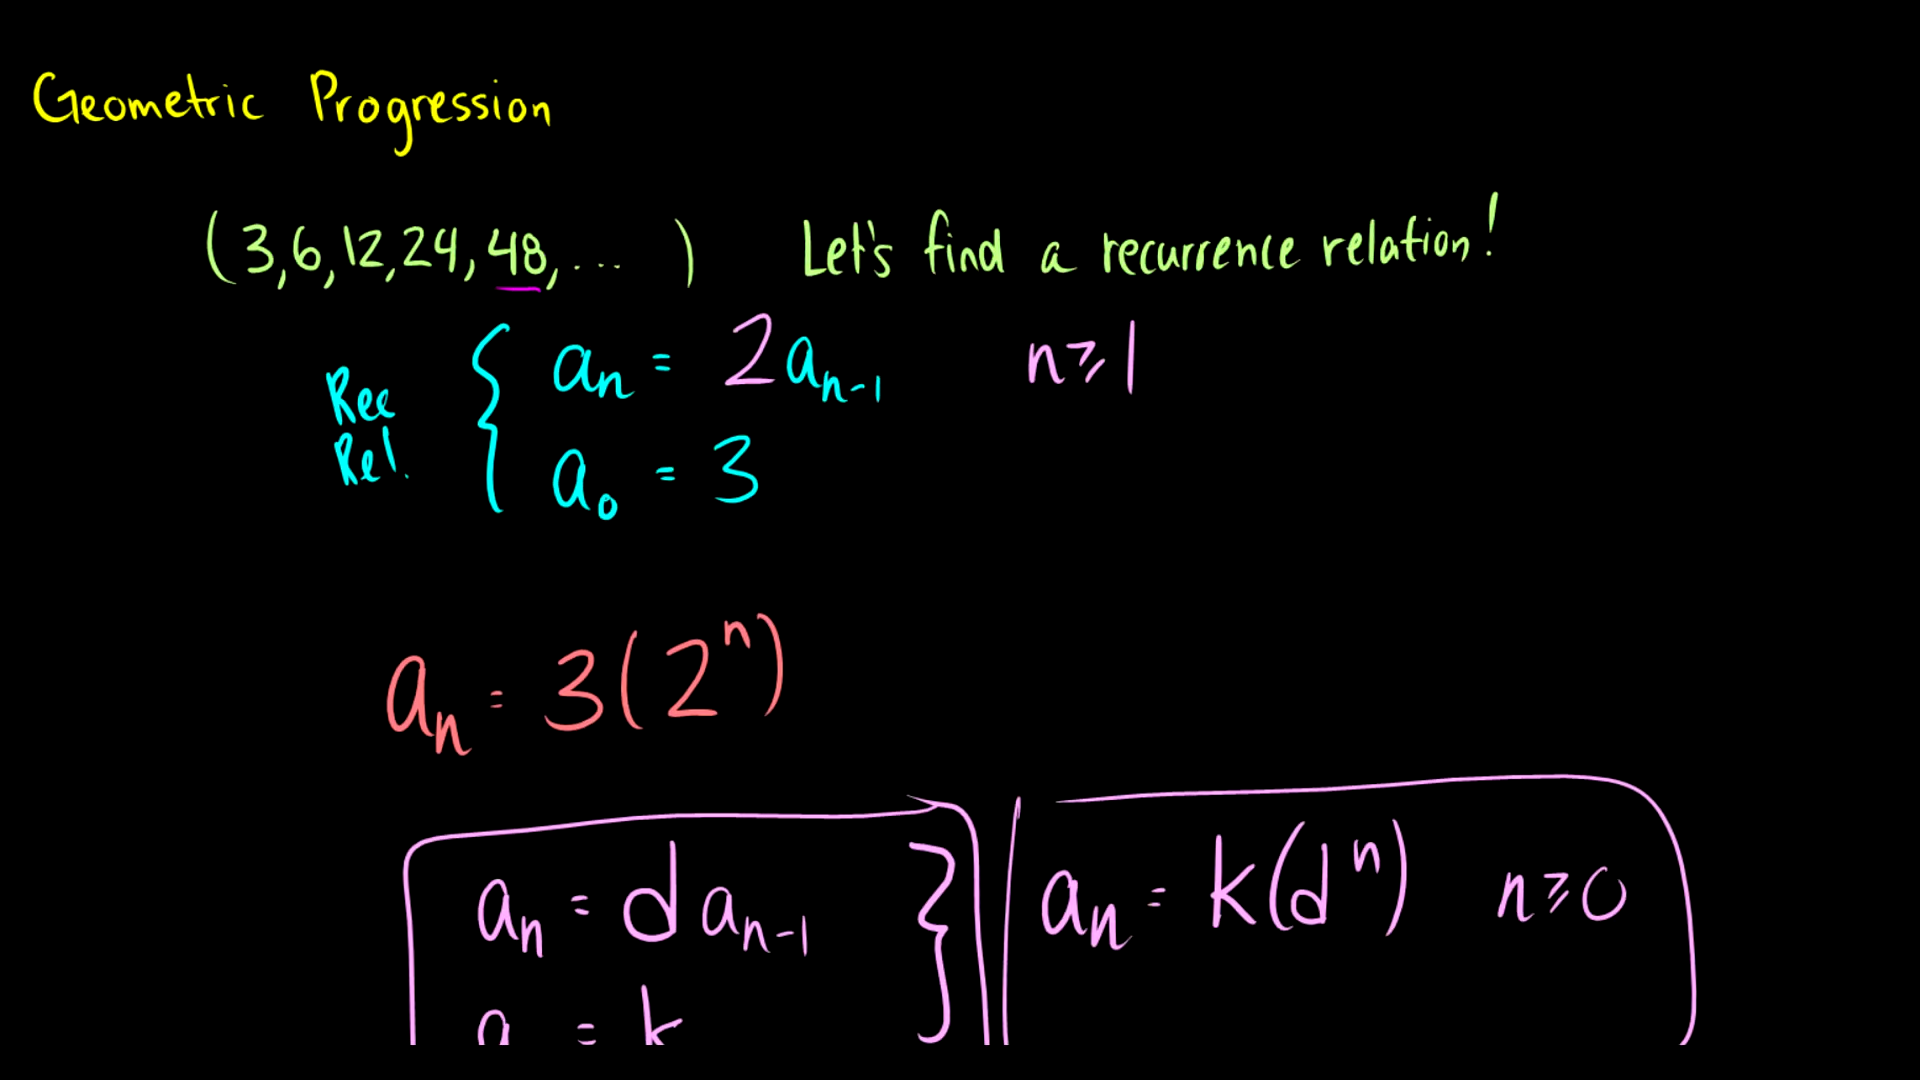 Geometric Progression
(3,6,12,24,48,... ) Let's find a recurrence relation!
Rec Rel. { aₙ = 2aₙ₋₁ n ≥ 1
a₀ = 3
aₙ = 3(2ⁿ)
aₙ = d aₙ₋₁ } aₙ = k(dⁿ) n ≥ 0
a = k